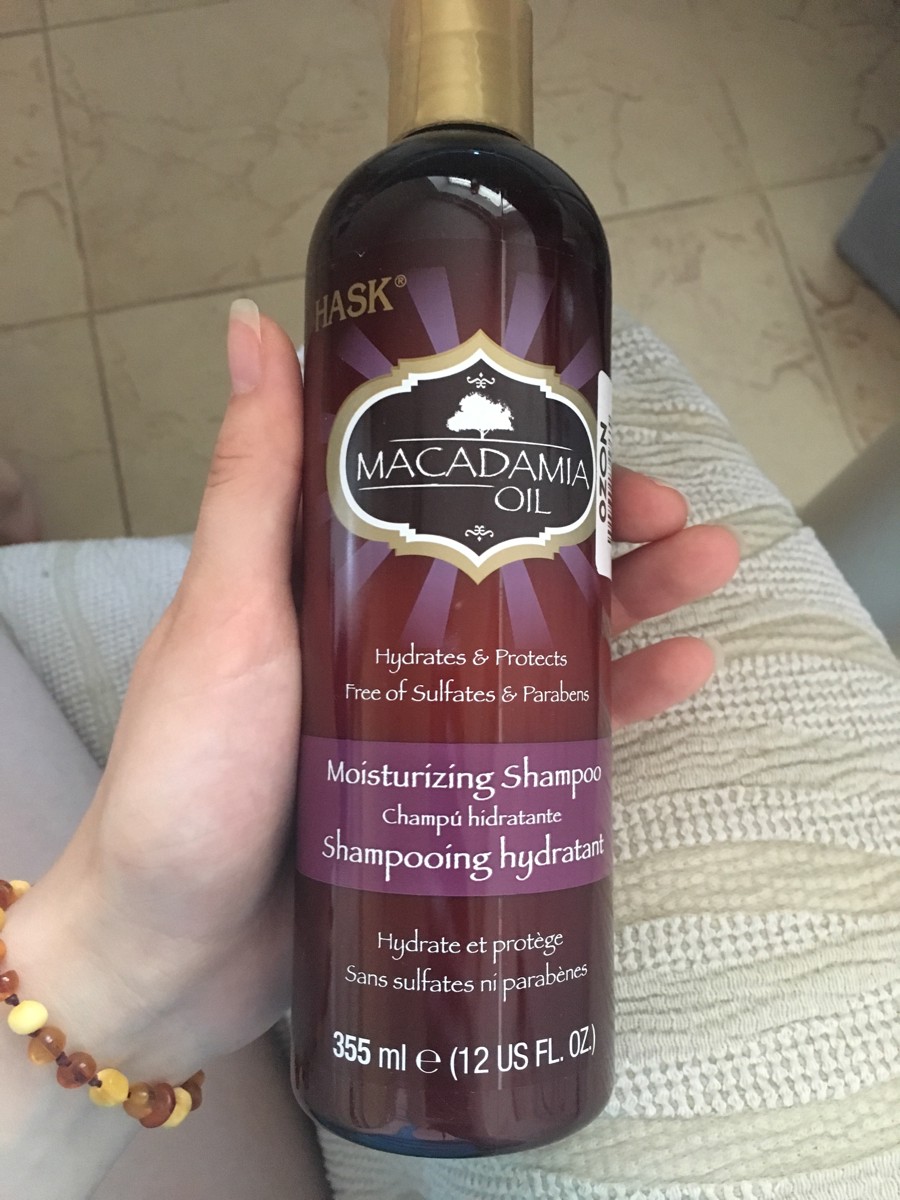 HASK®
MACADAMIA
OIL
OZON
Hydrates & Protects
Free of Sulfates & Parabens
Moisturizing Shampoo
Champú hidratante
Shampooing hydratant
Hydrate et protège
Sans sulfates ni parabènes
355 ml ℮ (12 US FL. OZ.)